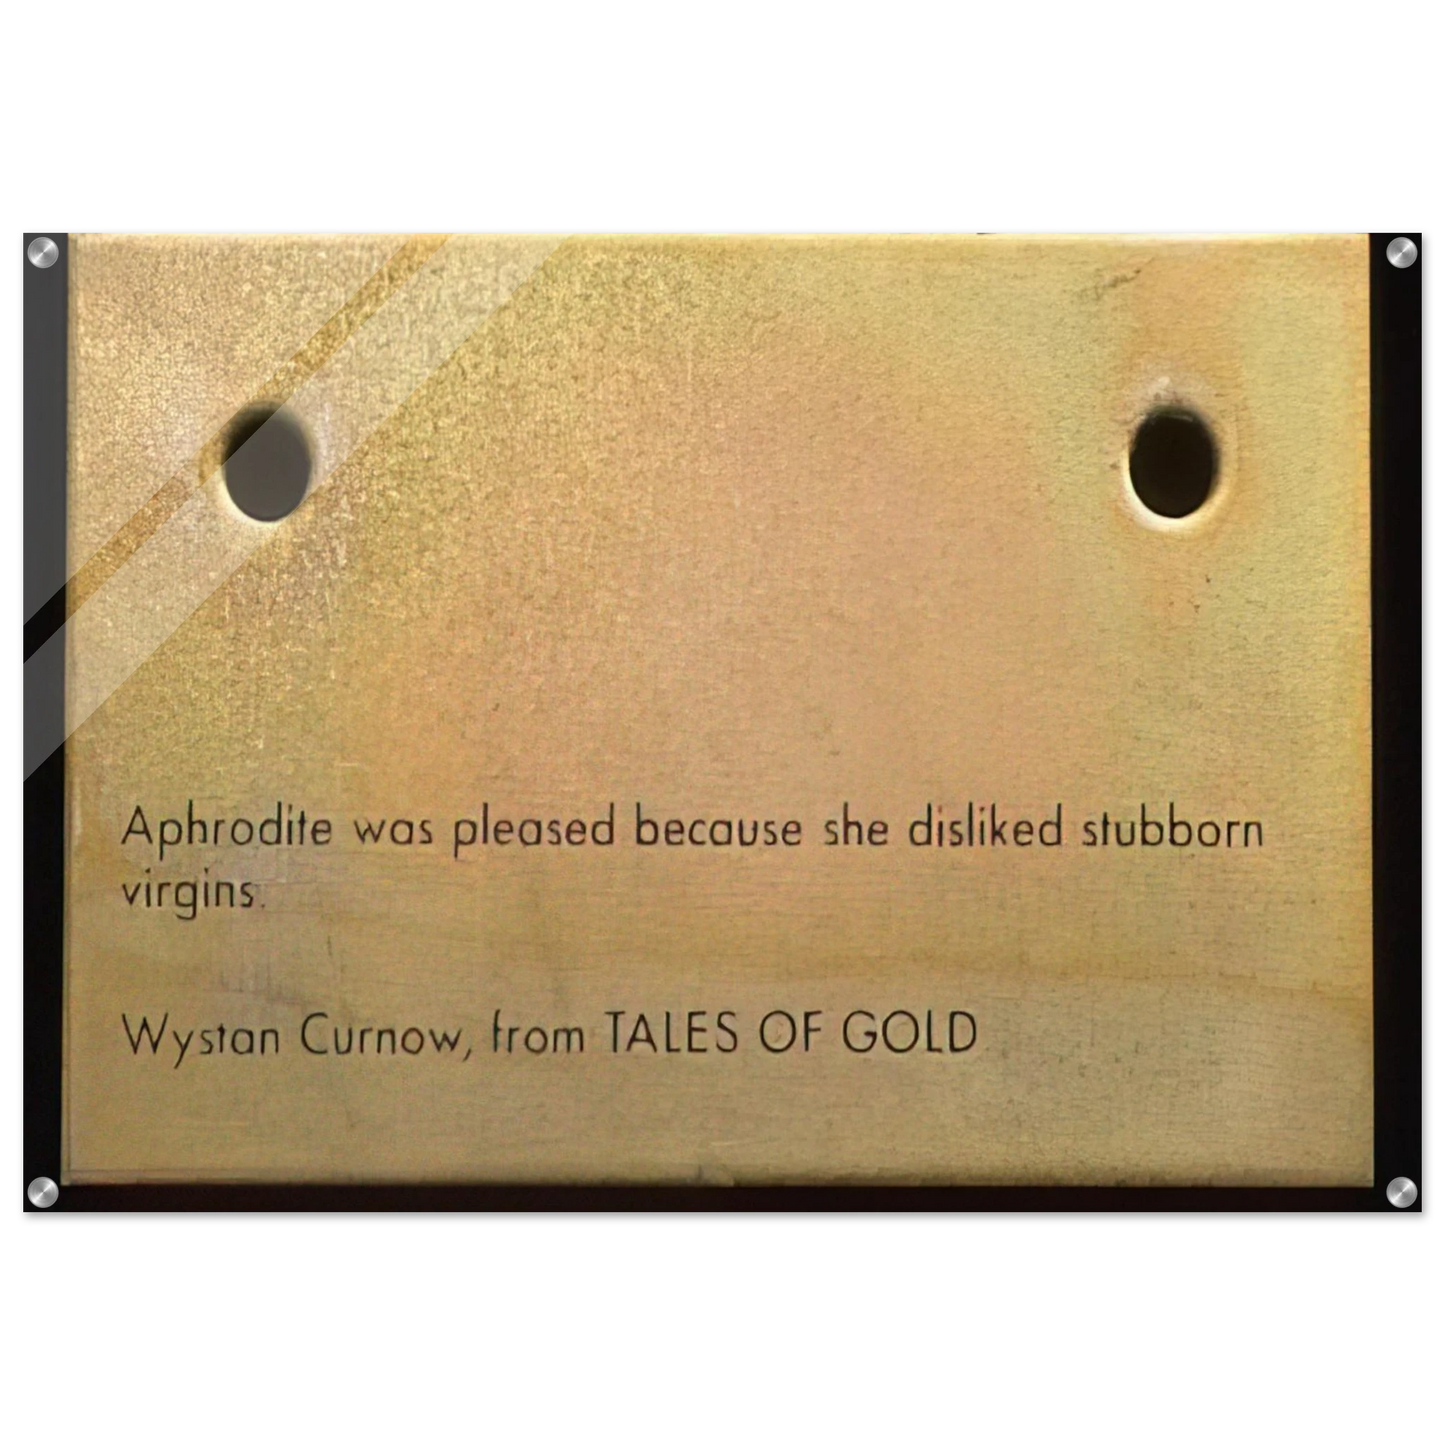 Aphrodite was pleased because she disliked stubborn
virgins.
Wystan Curnow, from TALES OF GOLD